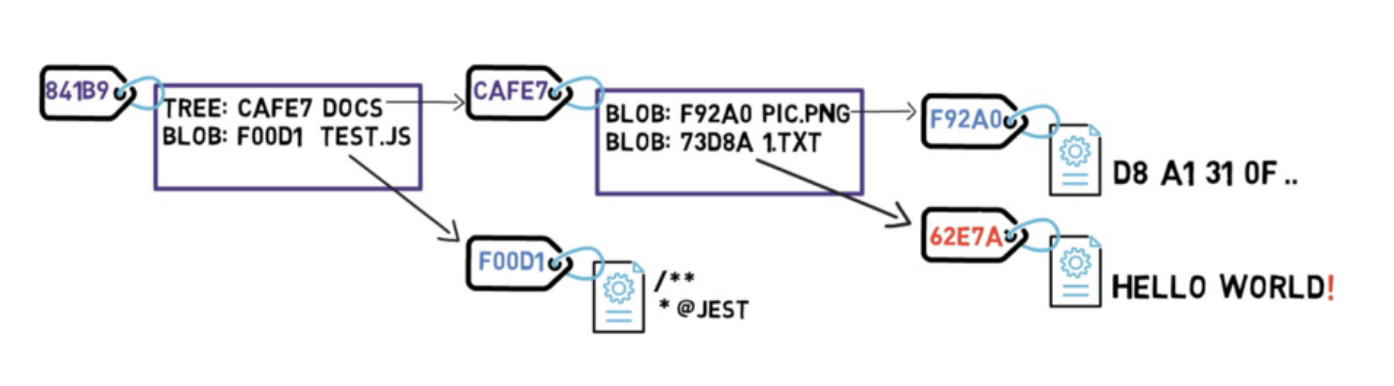 841B9
TREE: CAFE7 DOCS
BLOB: F00D1 TEST.JS
CAFE7
BLOB: F92A0 PIC.PNG
BLOB: 73D8A 1.TXT
F92A0
D8 A1 31 0F ..
62E7A
HELLO WORLD!
F00D1
/**
* @JEST